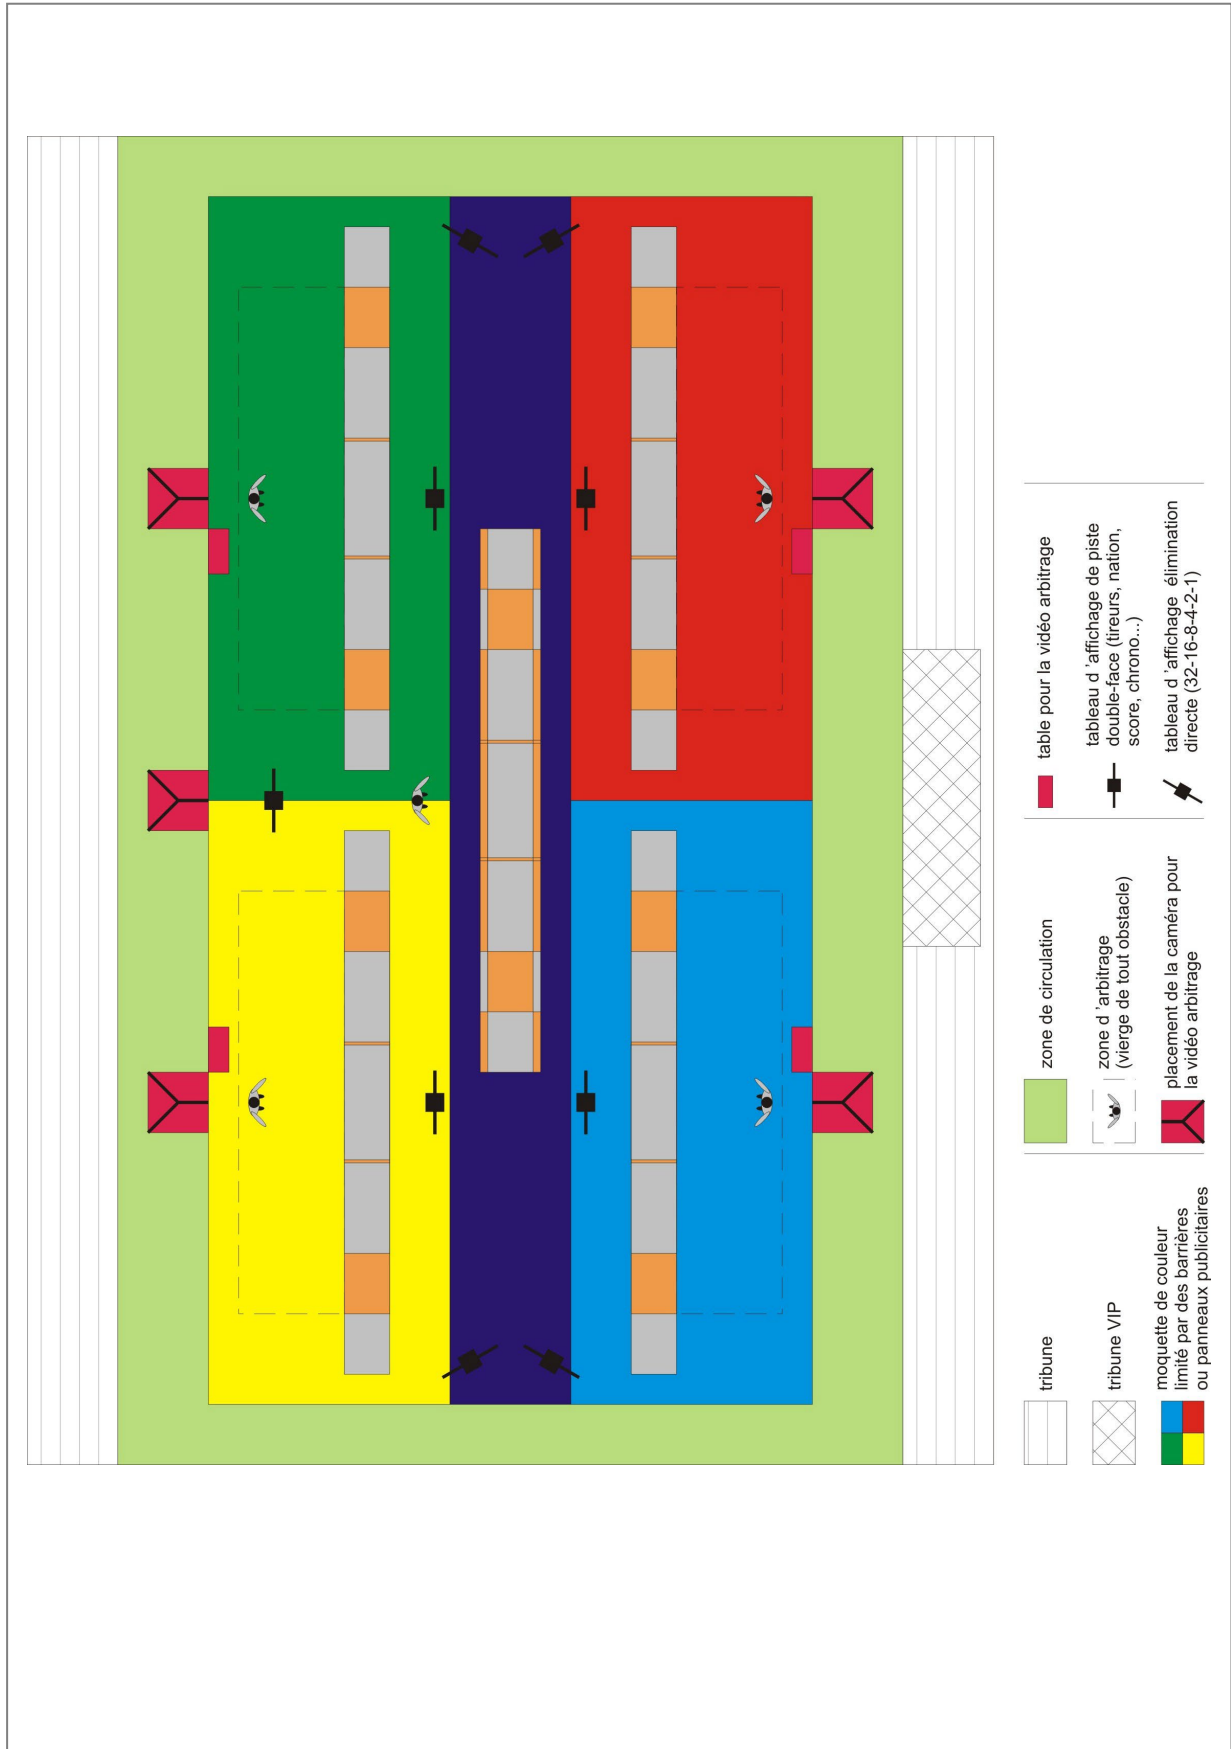 tribune
tribune VIP
moquette de couleur
limité par des barrières
ou panneaux publicitaires
zone de circulation
zone d 'arbitrage
(vierge de tout obstacle)
placement de la caméra pour
la vidéo arbitrage
table pour la vidéo arbitrage
tableau d 'affichage de piste
double-face (tireurs, nation,
score, chrono...)
tableau d 'affichage élimination
directe (32-16-8-4-2-1)